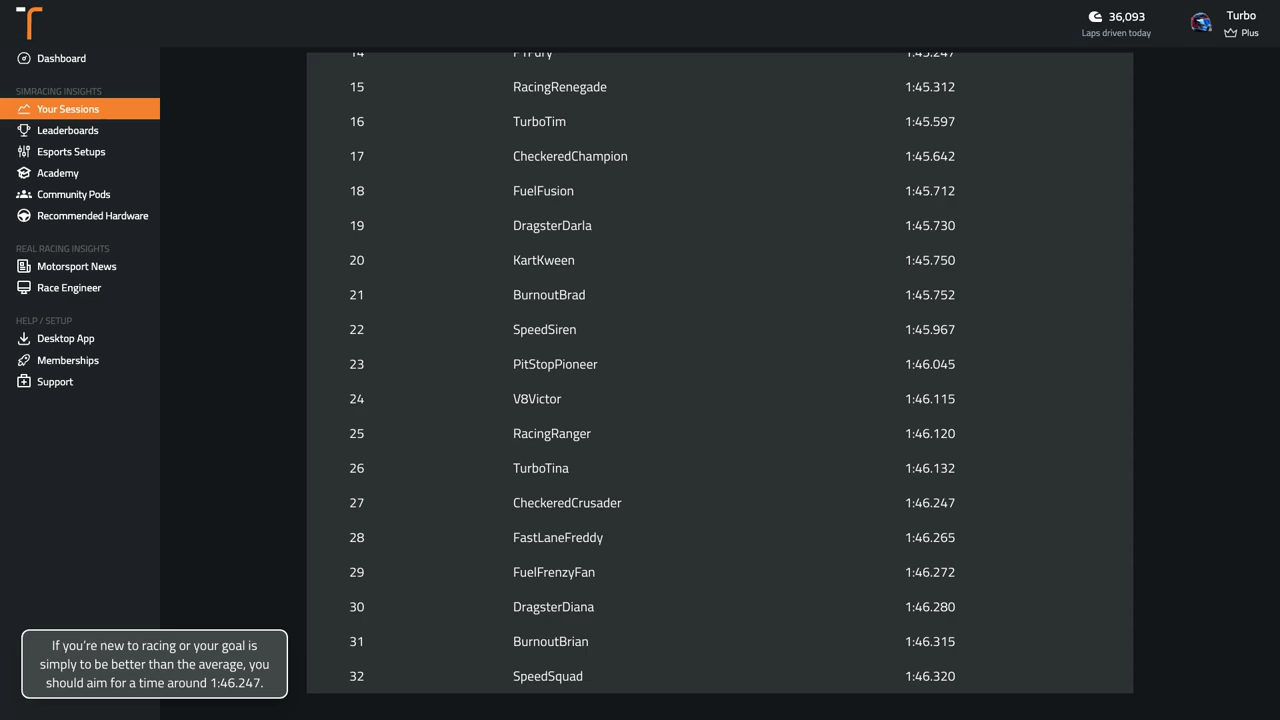 36,093
Laps driven today
Turbo
Plus
Dashboard
SIMRACING INSIGHTS
Your Sessions
Leaderboards
Esports Setups
Academy
Community Pods
Recommended Hardware
REAL RACING INSIGHTS
Motorsport News
Race Engineer
HELP / SETUP
Desktop App
Memberships
Support
14 F1Fury 1:45.247
15 RacingRenegade 1:45.312
16 TurboTim 1:45.597
17 CheckeredChampion 1:45.642
18 FuelFusion 1:45.712
19 DragsterDarla 1:45.730
20 KartKween 1:45.750
21 BurnoutBrad 1:45.752
22 SpeedSiren 1:45.967
23 PitStopPioneer 1:46.045
24 V8Victor 1:46.115
25 RacingRanger 1:46.120
26 TurboTina 1:46.132
27 CheckeredCrusader 1:46.247
28 FastLaneFreddy 1:46.265
29 FuelFrenzyFan 1:46.272
30 DragsterDiana 1:46.280
31 BurnoutBrian 1:46.315
32 SpeedSquad 1:46.320
If you're new to racing or your goal is
simply to be better than the average, you
should aim for a time around 1:46.247.